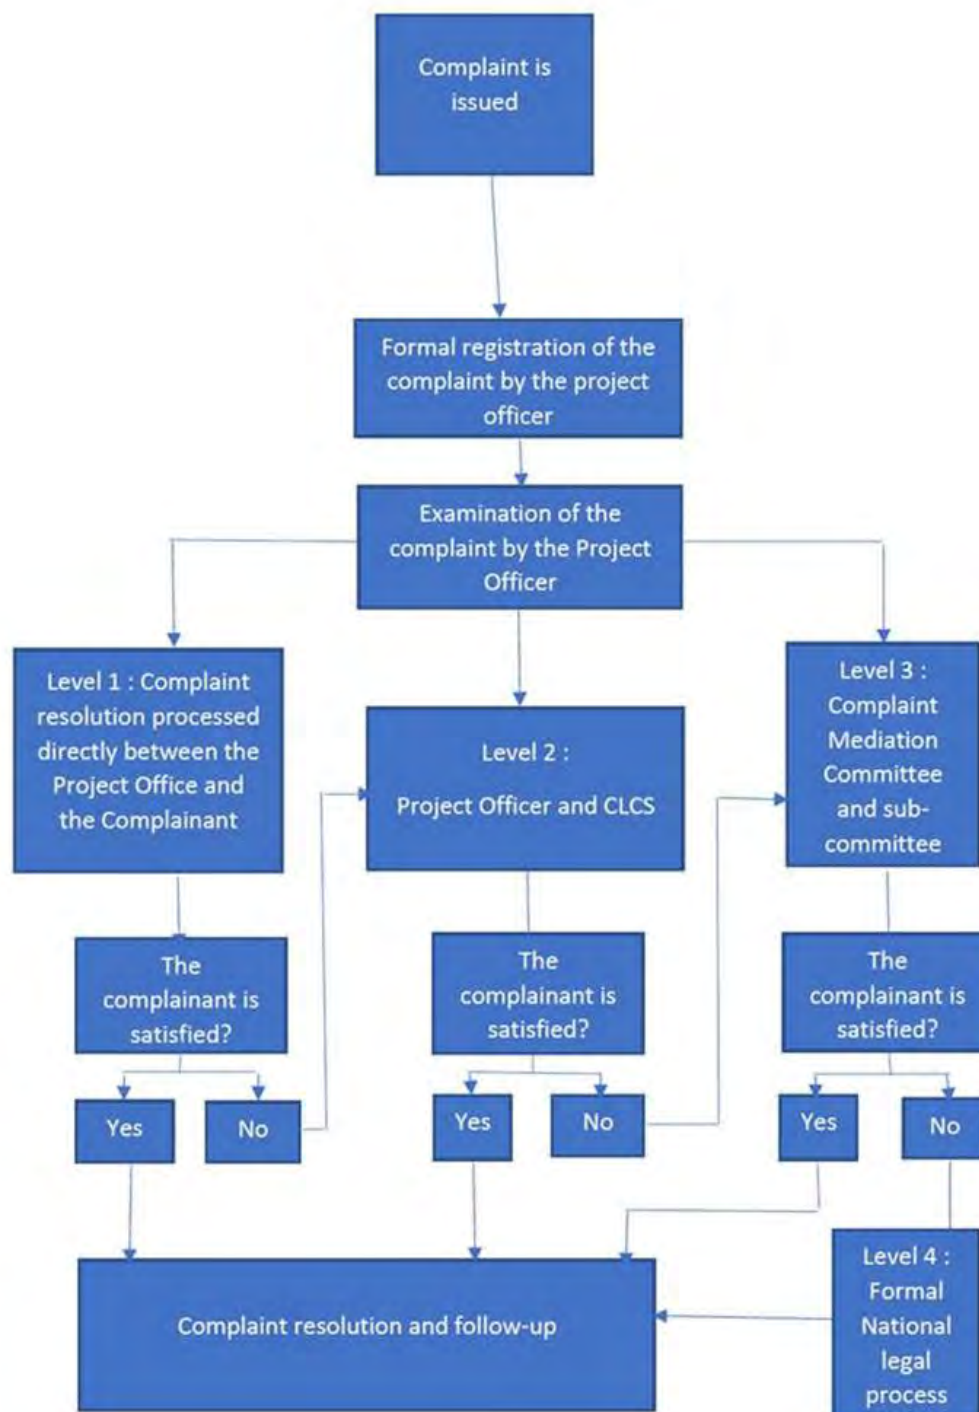 Complaint is
issued
Formal registration of the
complaint by the project
officer
Examination of the
complaint by the Project
Officer
Level 1 : Complaint
resolution processed
directly between the
Project Office and
the Complainant
Level 2 :
Project Officer and CLCS
Level 3 :
Complaint
Mediation
Committee
and sub-
committee
The
complainant is
satisfied?
The
complainant is
satisfied?
The
complainant is
satisfied?
Yes
No
Yes
No
Yes
No
Complaint resolution and follow-up
Level 4 :
Formal
National
legal
process